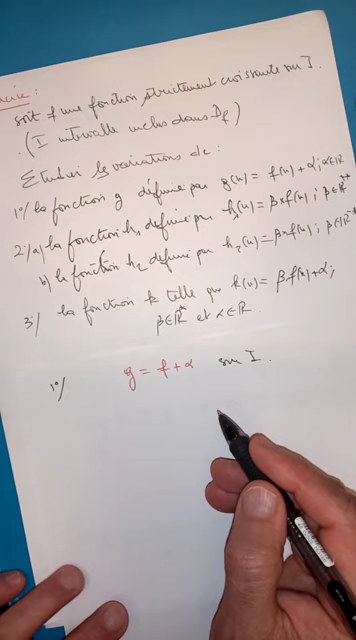 Exercice :
soit f une fonction strictement croissante sur I.
(I intervalle inclus dans Df)
Etudier les variations de :
1°/ la fonction g définie par g(x) = f(x) + α ; α∈ℝ
2°/ a) la fonction h₁ définie par h₁(x) = β×f(x) ; β∈ℝ*⁺
b) la fonction h₂ définie par h₂(x) = β×f(x) ; β∈ℝ*⁻
3°/ la fonction k telle que k(x) = β f(x) + α ;
β∈ℝ* et α∈ℝ.
1°/ g = f + α sur I.